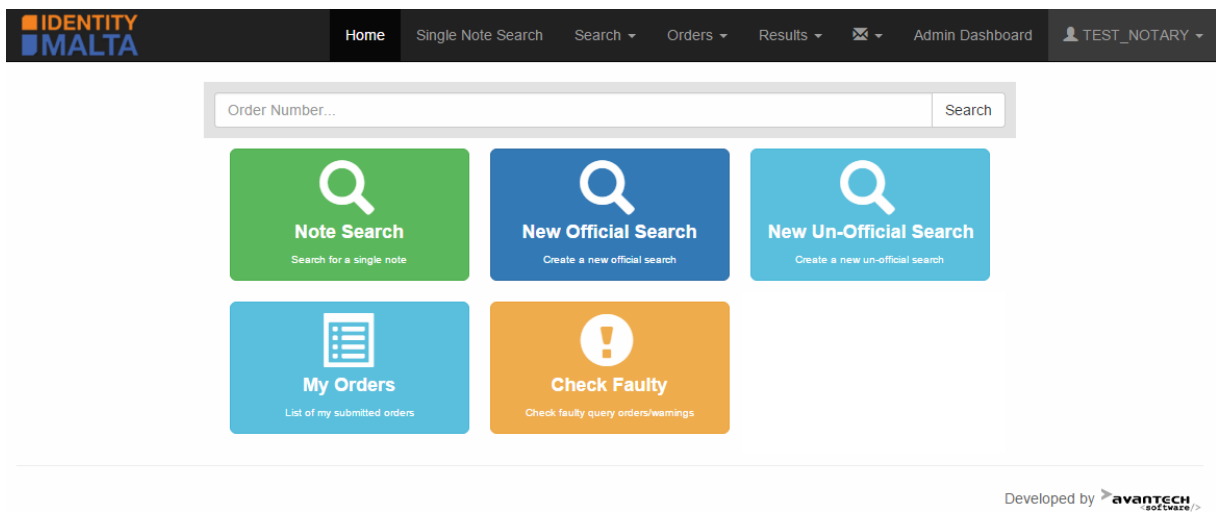 IDENTITY
MALTA
Home Single Note Search Search Orders Results Admin Dashboard TEST_NOTARY
Order Number... Search
Note Search
Search for a single note
New Official Search
Create a new official search
New Un-Official Search
Create a new un-official search
My Orders
List of my submitted orders
Check Faulty
Check faulty query orders/warnings
Developed by >avantech
<software/>